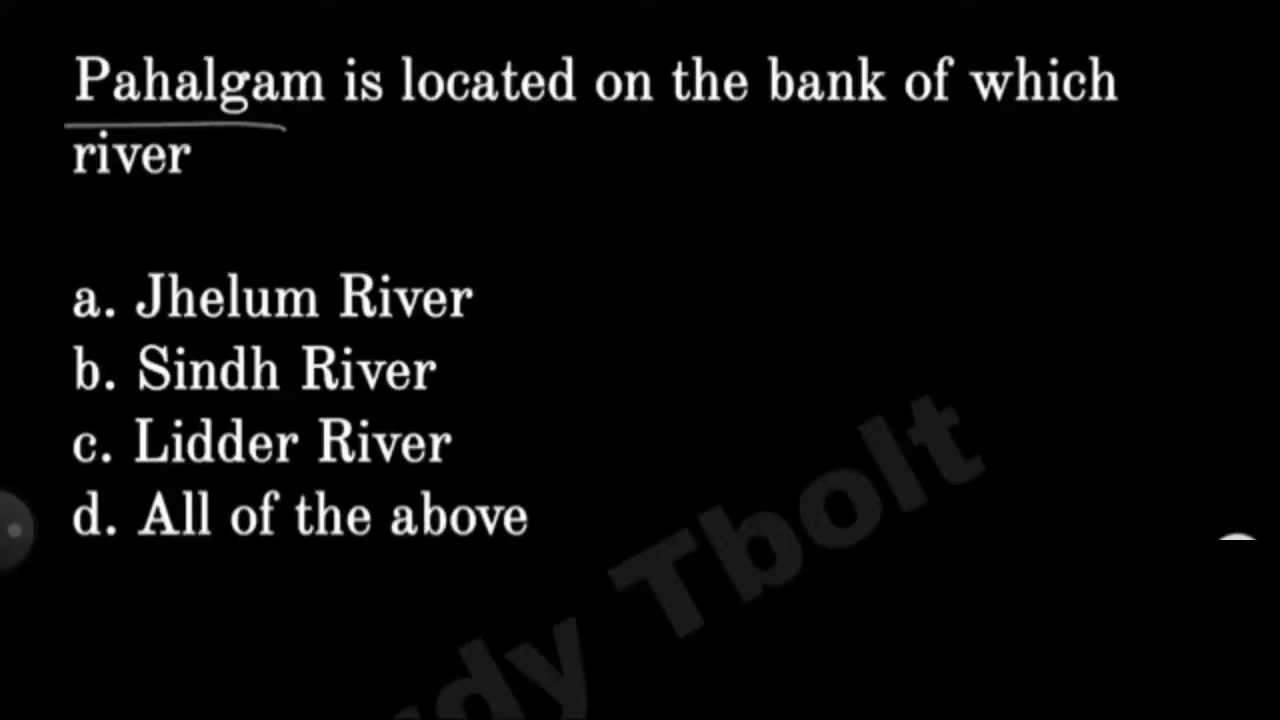 Pahalgam is located on the bank of which
river
a. Jhelum River
b. Sindh River
c. Lidder River
d. All of the above
Tbolt